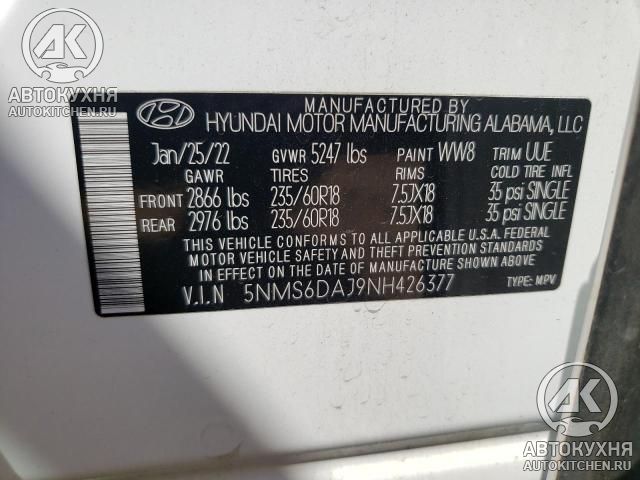 AK
АВТОКУХНЯ
AUTOKITCHEN.RU
MANUFACTURED BY
HYUNDAI MOTOR MANUFACTURING ALABAMA, LLC
Jan/25/22 GVWR 5247 lbs PAINT WW8 TRIM UUE
GAWR TIRES RIMS COLD TIRE INFL
FRONT 2866 lbs 235/60R18 7.5JX18 35 psi SINGLE
REAR 2976 lbs 235/60R18 7.5JX18 35 psi SINGLE
THIS VEHICLE CONFORMS TO ALL APPLICABLE U.S.A. FEDERAL
MOTOR VEHICLE SAFETY AND THEFT PREVENTION STANDARDS
IN EFFECT ON THE DATE OF MANUFACTURE SHOWN ABOVE.
V.I.N 5NMS6DAJ9NH426377 TYPE: MPV
AK
АВТОКУХНЯ
AUTOKITCHEN.RU